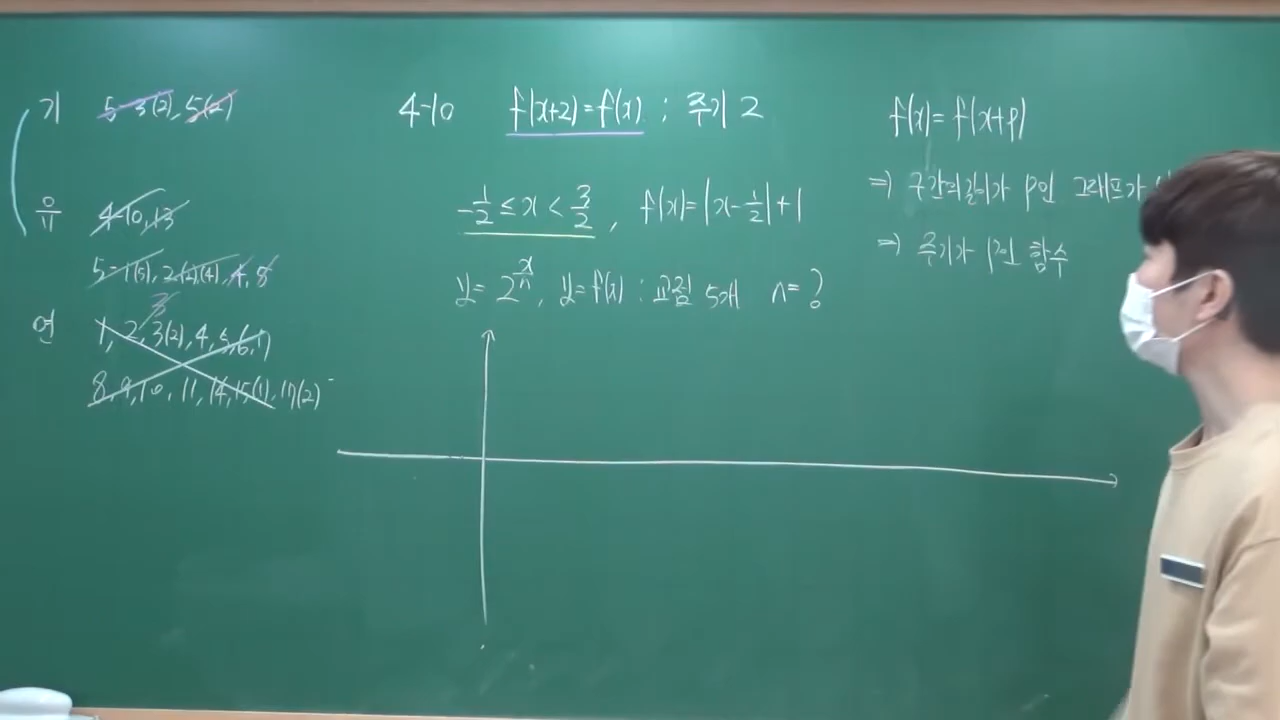 기 5-3(2), 5(2)
유 4-10, 13
5-1(5), 2(2),(4), 4, 8
3
연 1, 2, 3(2), 4, 5, 6, 7
8, 9, 10, 11, 14, 15(1), 17(2)
4-10 f(x+2)=f(x) ; 주기 2
-1/2 ≤ x < 3/2, f(x)=|x-1/2|+1
y=2^(x/n), y=f(x) : 교점 5개 n=?
f(x)=f(x+p)
⇒ 구간의 길이가 p인 그래프가
⇒ 주기가 p인 함수